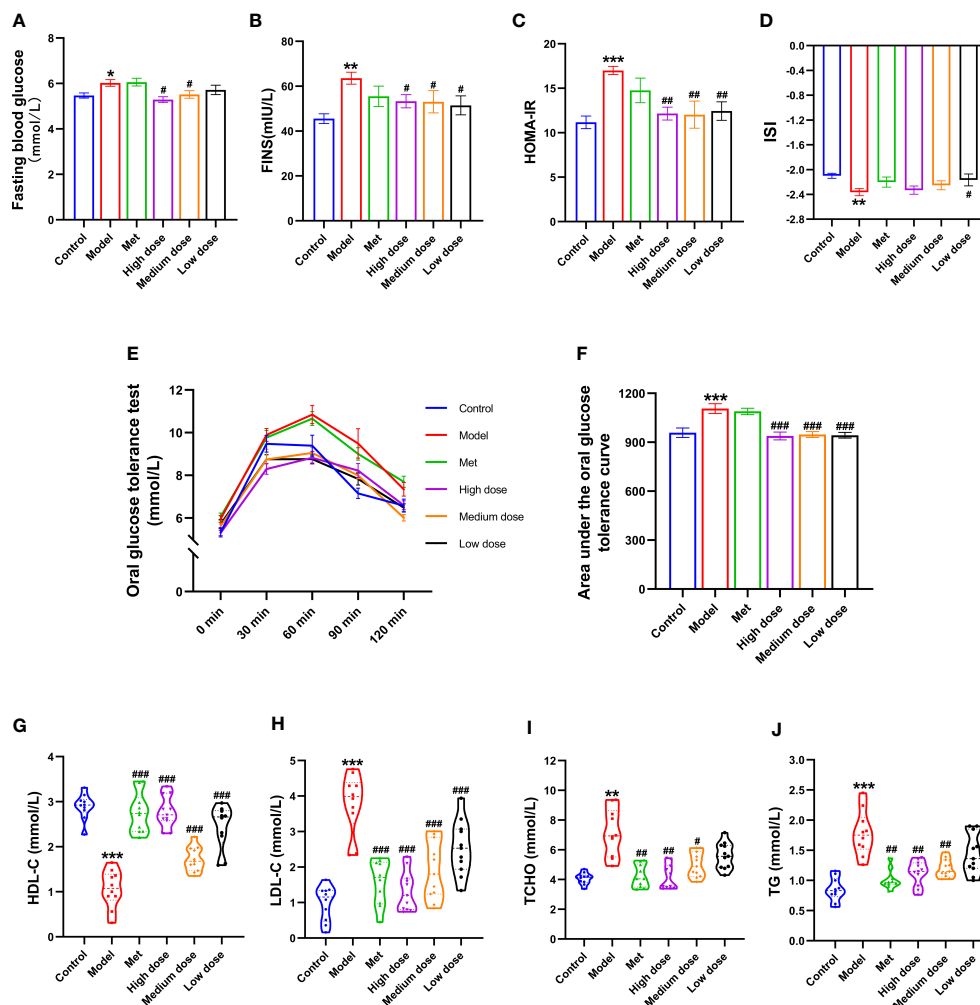 A
Fasting blood glucose
(mmol/L)
8
6
4
2
0
*
#
#
Control
Model
Met
High dose
Medium dose
Low dose
B
FINS(mIU/L)
80
60
40
20
0
**
#
#
#
Control
Model
Met
High dose
Medium dose
Low dose
C
HOMA-IR
20
15
10
5
0
***
##
##
##
Control
Model
Met
High dose
Medium dose
Low dose
D
ISI
0.0
-0.4
-0.8
-1.2
-1.6
-2.0
-2.4
-2.8
**
#
Control
Model
Met
High dose
Medium dose
Low dose
E
Oral glucose tolerance test
(mmol/L)
12
10
8
6
0
0 min
30 min
60 min
90 min
120 min
Control
Model
Met
High dose
Medium dose
Low dose
F
Area under the oral glucose
tolerance curve
1200
900
600
300
0
***
###
###
###
Control
Model
Met
High dose
Medium dose
Low dose
G
HDL-C (mmol/L)
4
3
2
1
0
***
###
###
###
###
Control
Model
Met
High dose
Medium dose
Low dose
H
LDL-C (mmol/L)
5
4
3
2
1
0
***
###
###
###
###
Control
Model
Met
High dose
Medium dose
Low dose
I
TCHO (mmol/L)
12
10
8
6
4
2
0
**
##
##
#
Control
Model
Met
High dose
Medium dose
Low dose
J
TG (mmol/L)
3.0
2.5
2.0
1.5
1.0
0.5
0.0
***
##
##
##
Control
Model
Met
High dose
Medium dose
Low dose